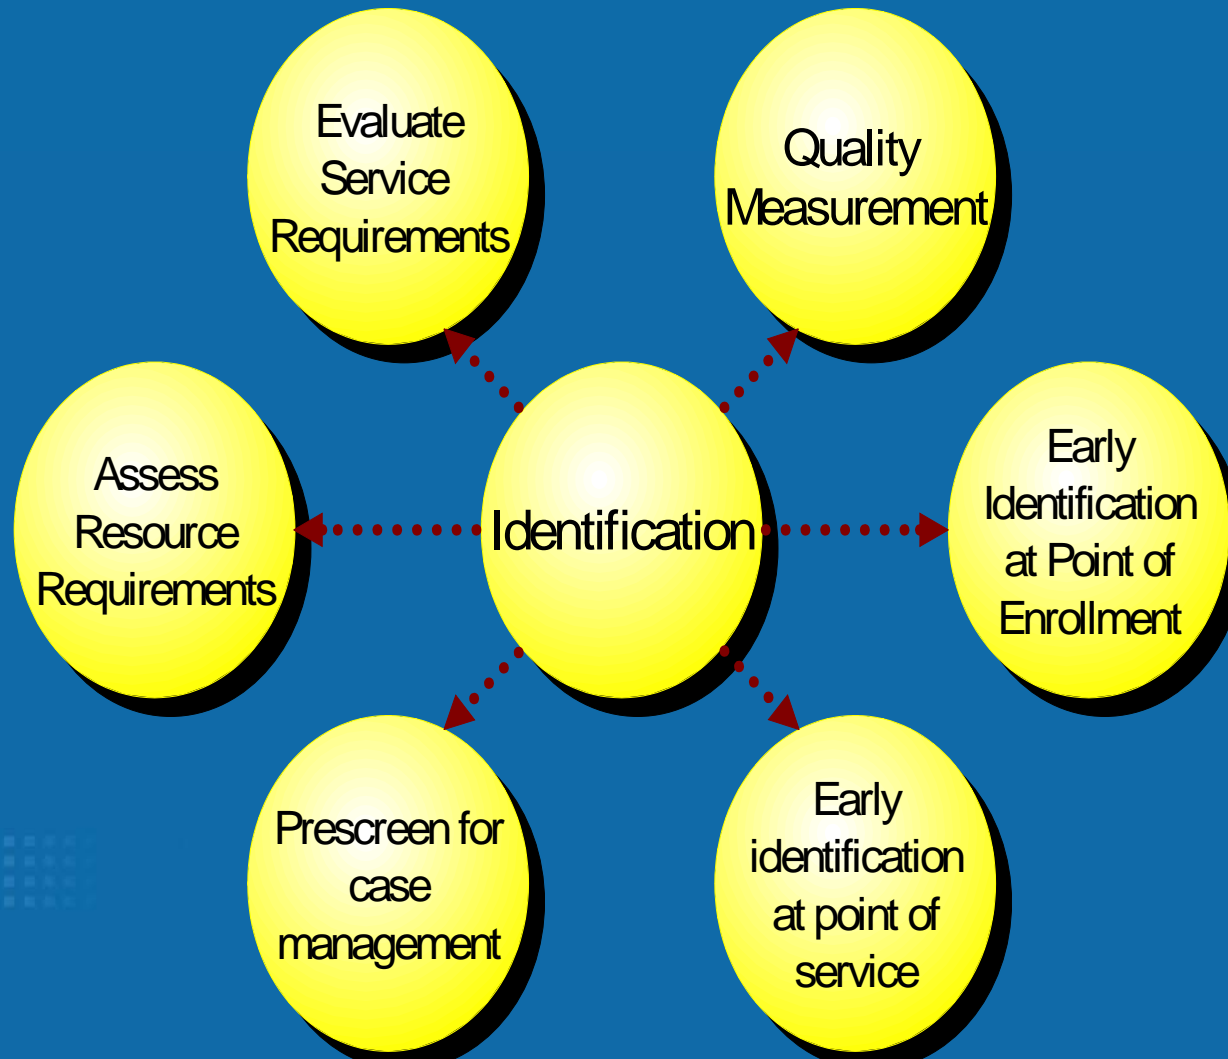 Evaluate
Service
Requirements
Quality
Measurement
Assess
Resource
Requirements
Identification
Early
Identification
at Point of
Enrollment
Prescreen for
case
management
Early
identification
at point of
service